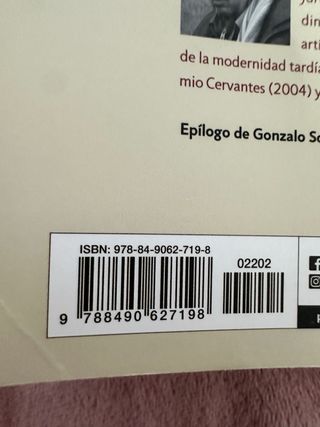 de la modernidad tardía
mio Cervantes (2004) y
Epílogo de Gonzalo
ISBN: 978-84-9062-719-8
02202
9 788490 627198